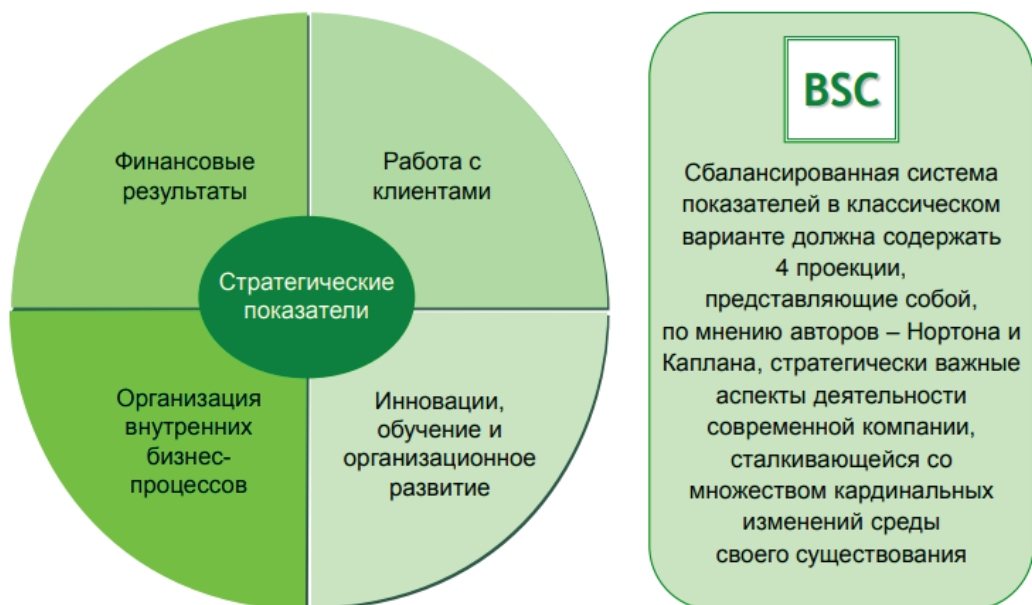 Финансовые
результаты
Работа с
клиентами
Стратегические
показатели
Организация
внутренних
бизнес-
процессов
Инновации,
обучение и
организационное
развитие
BSC
Сбалансированная система
показателей в классическом
варианте должна содержать
4 проекции,
представляющие собой,
по мнению авторов – Нортона и
Каплана, стратегически важные
аспекты деятельности
современной компании,
сталкивающейся со
множеством кардинальных
изменений среды
своего существования